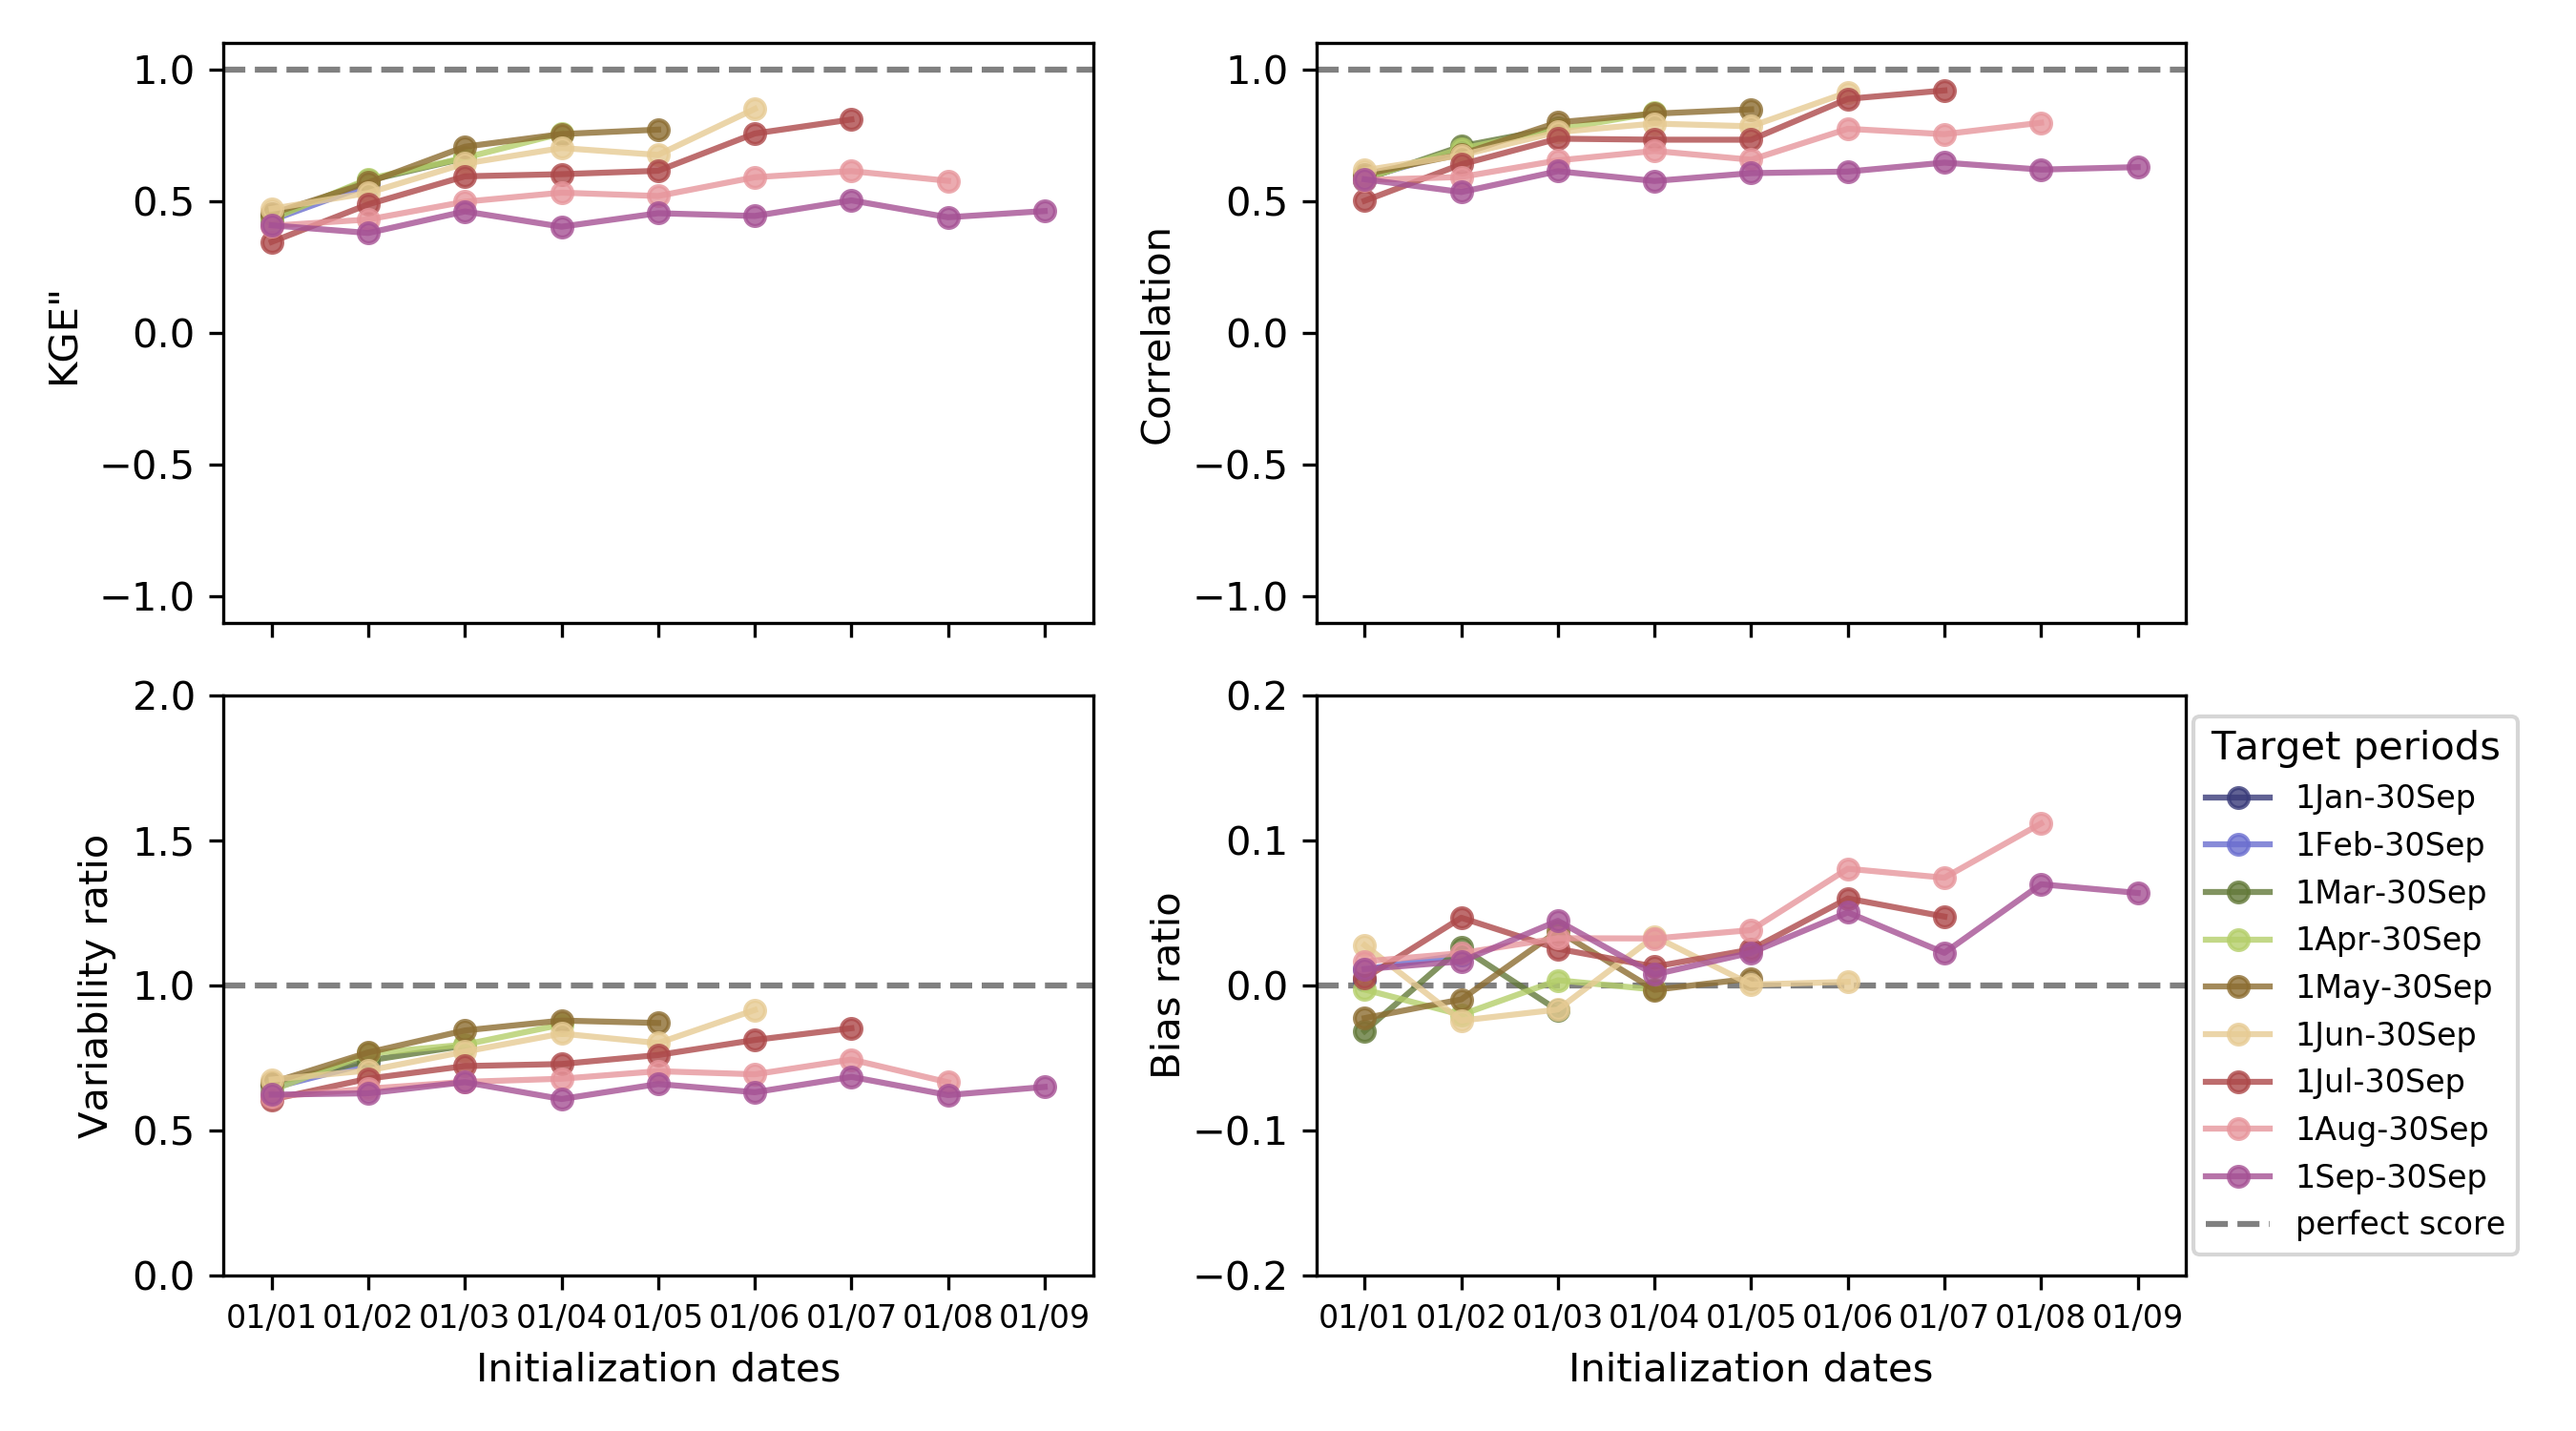 KGE"
1.0
0.5
0.0
−0.5
−1.0
Correlation
1.0
0.5
0.0
−0.5
−1.0
Variability ratio
2.0
1.5
1.0
0.5
0.0
01/01 01/02 01/03 01/04 01/05 01/06 01/07 01/08 01/09
Initialization dates
Bias ratio
0.2
0.1
0.0
−0.1
−0.2
01/01 01/02 01/03 01/04 01/05 01/06 01/07 01/08 01/09
Initialization dates
Target periods
1Jan-30Sep
1Feb-30Sep
1Mar-30Sep
1Apr-30Sep
1May-30Sep
1Jun-30Sep
1Jul-30Sep
1Aug-30Sep
1Sep-30Sep
perfect score